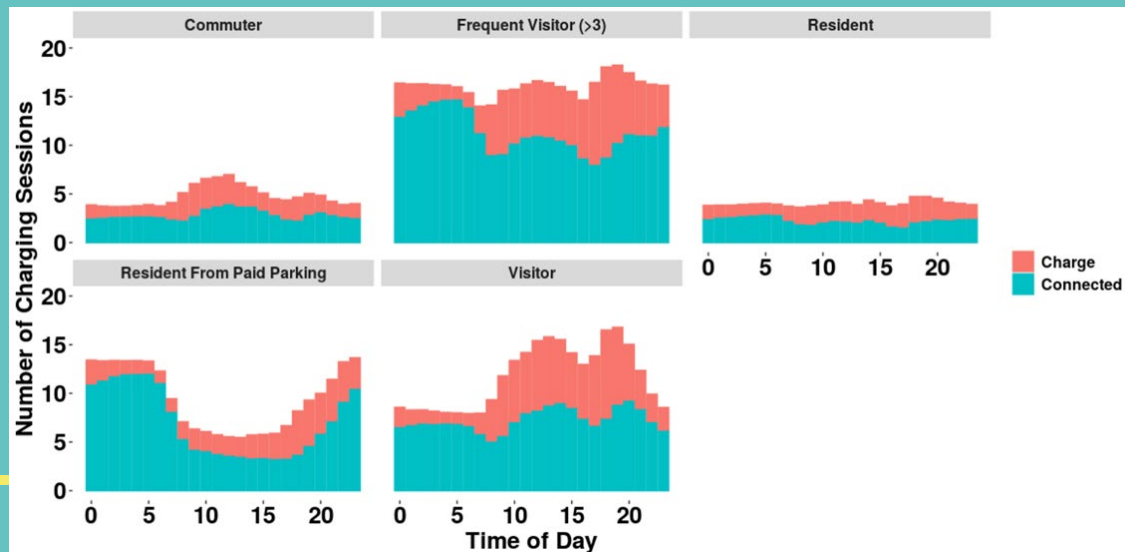 Commuter
Frequent Visitor (>3)
Resident
20
15
10
5
0
0 5 10 15 20
Charge
Connected
Resident From Paid Parking
Visitor
20
15
10
5
0
0 5 10 15 20
0 5 10 15 20
Number of Charging Sessions
Time of Day